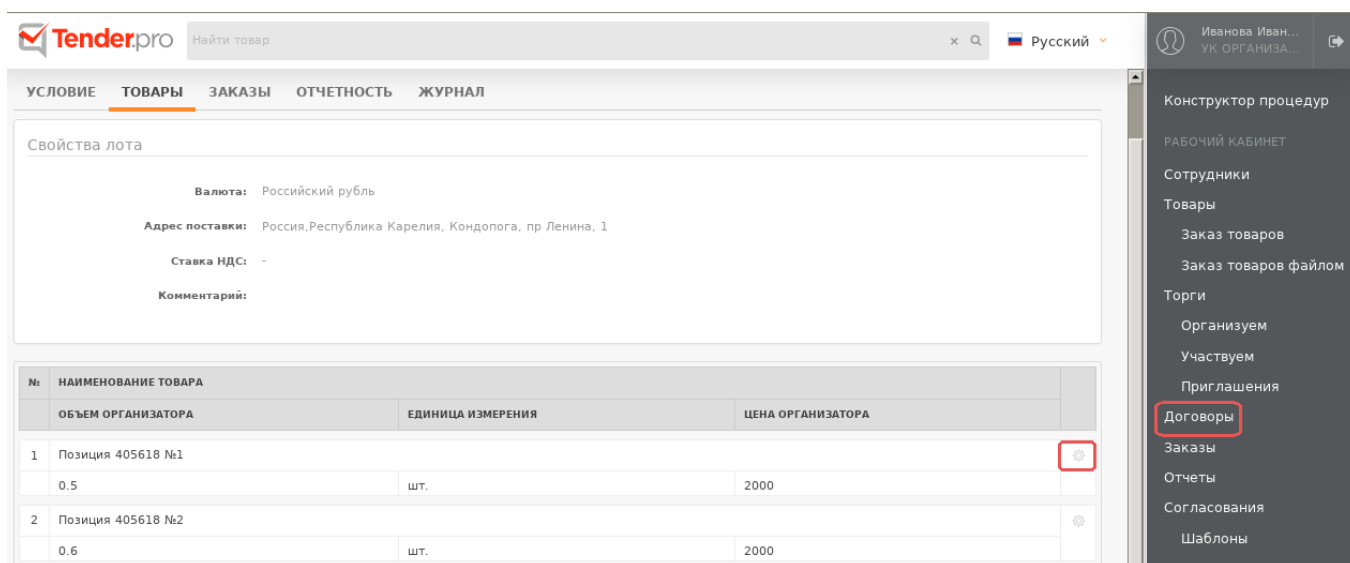 Tender.pro Найти товар × Русский Иванова Иван...
УК ОРГАНИЗА...
УСЛОВИЕ ТОВАРЫ ЗАКАЗЫ ОТЧЕТНОСТЬ ЖУРНАЛ
Свойства лота
Валюта: Российский рубль
Адрес поставки: Россия,Республика Карелия, Кондопога, пр Ленина, 1
Ставка НДС: -
Комментарий:
№ НАИМЕНОВАНИЕ ТОВАРА
ОБЪЕМ ОРГАНИЗАТОРА ЕДИНИЦА ИЗМЕРЕНИЯ ЦЕНА ОРГАНИЗАТОРА
1 Позиция 405618 №1
0.5 шт. 2000
2 Позиция 405618 №2
0.6 шт. 2000
Конструктор процедур
РАБОЧИЙ КАБИНЕТ
Сотрудники
Товары
Заказ товаров
Заказ товаров файлом
Торги
Организуем
Участвуем
Приглашения
Договоры
Заказы
Отчеты
Согласования
Шаблоны